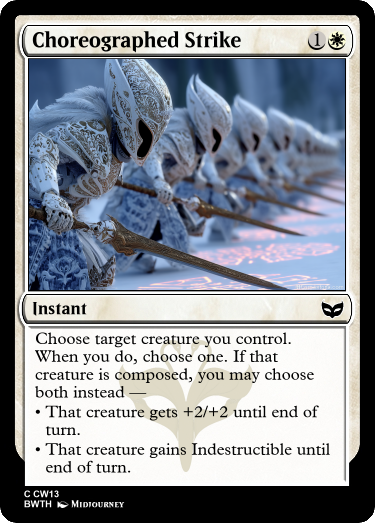 Choreographed Strike 1
Instant
Choose target creature you control.
When you do, choose one. If that
creature is composed, you may choose
both instead —
• That creature gets +2/+2 until end of
turn.
• That creature gains Indestructible until
end of turn.
C CW13
BWTH Midjourney